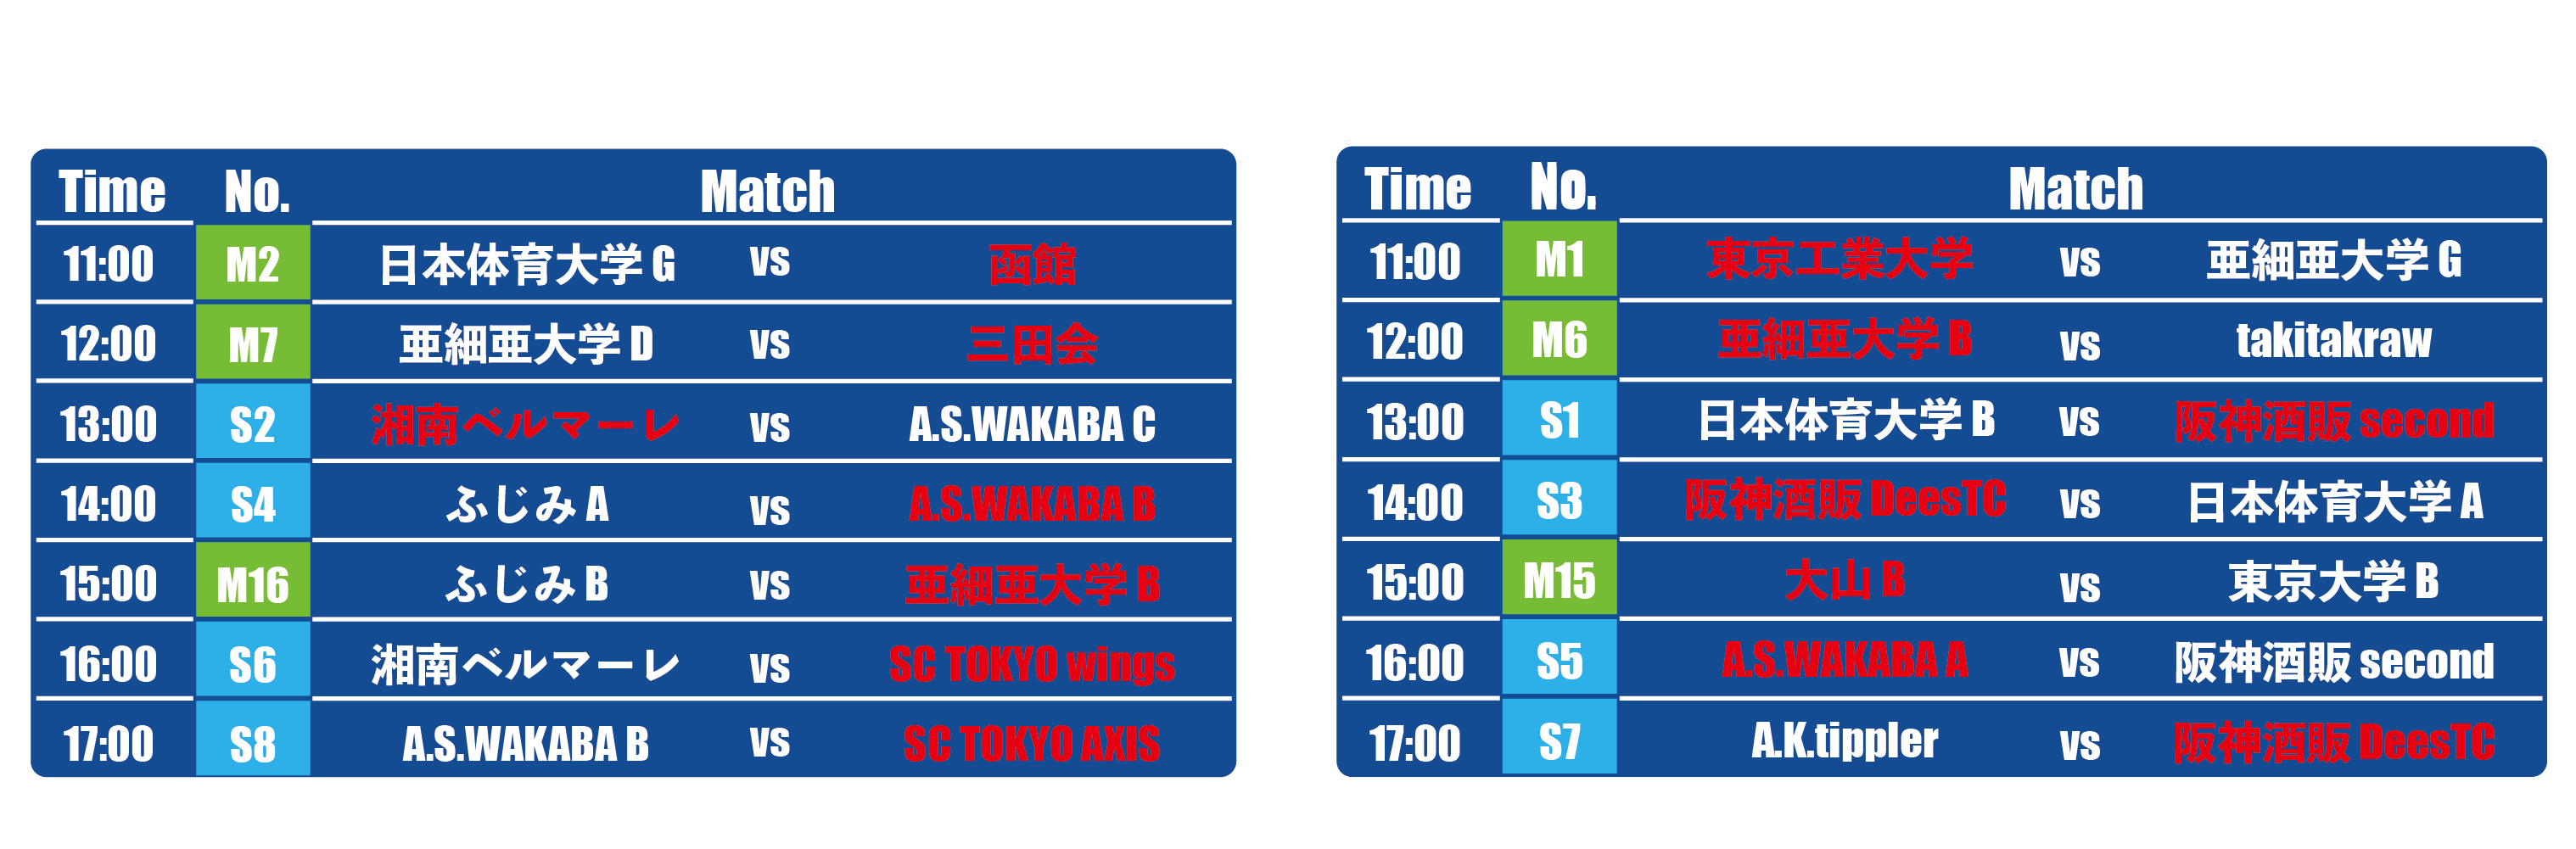 Time No. Match
11:00 M2 日本体育大学 G vs 函館
12:00 M7 亜細亜大学 D vs 三田会
13:00 S2 湘南ベルマーレ vs A.S.WAKABA C
14:00 S4 ふじみ A vs A.S.WAKABA B
15:00 M16 ふじみ B vs 亜細亜大学 B
16:00 S6 湘南ベルマーレ vs SC TOKYO wings
17:00 S8 A.S.WAKABA B vs SC TOKYO AXIS
Time No. Match
11:00 M1 東京工業大学 vs 亜細亜大学 G
12:00 M6 亜細亜大学 B vs takitakraw
13:00 S1 日本体育大学 B vs 阪神酒販 second
14:00 S3 阪神酒販 DeesTC vs 日本体育大学 A
15:00 M15 大山 B vs 東京大学 B
16:00 S5 A.S.WAKABA A vs 阪神酒販 second
17:00 S7 A.K.tippler vs 阪神酒販 DeesTC